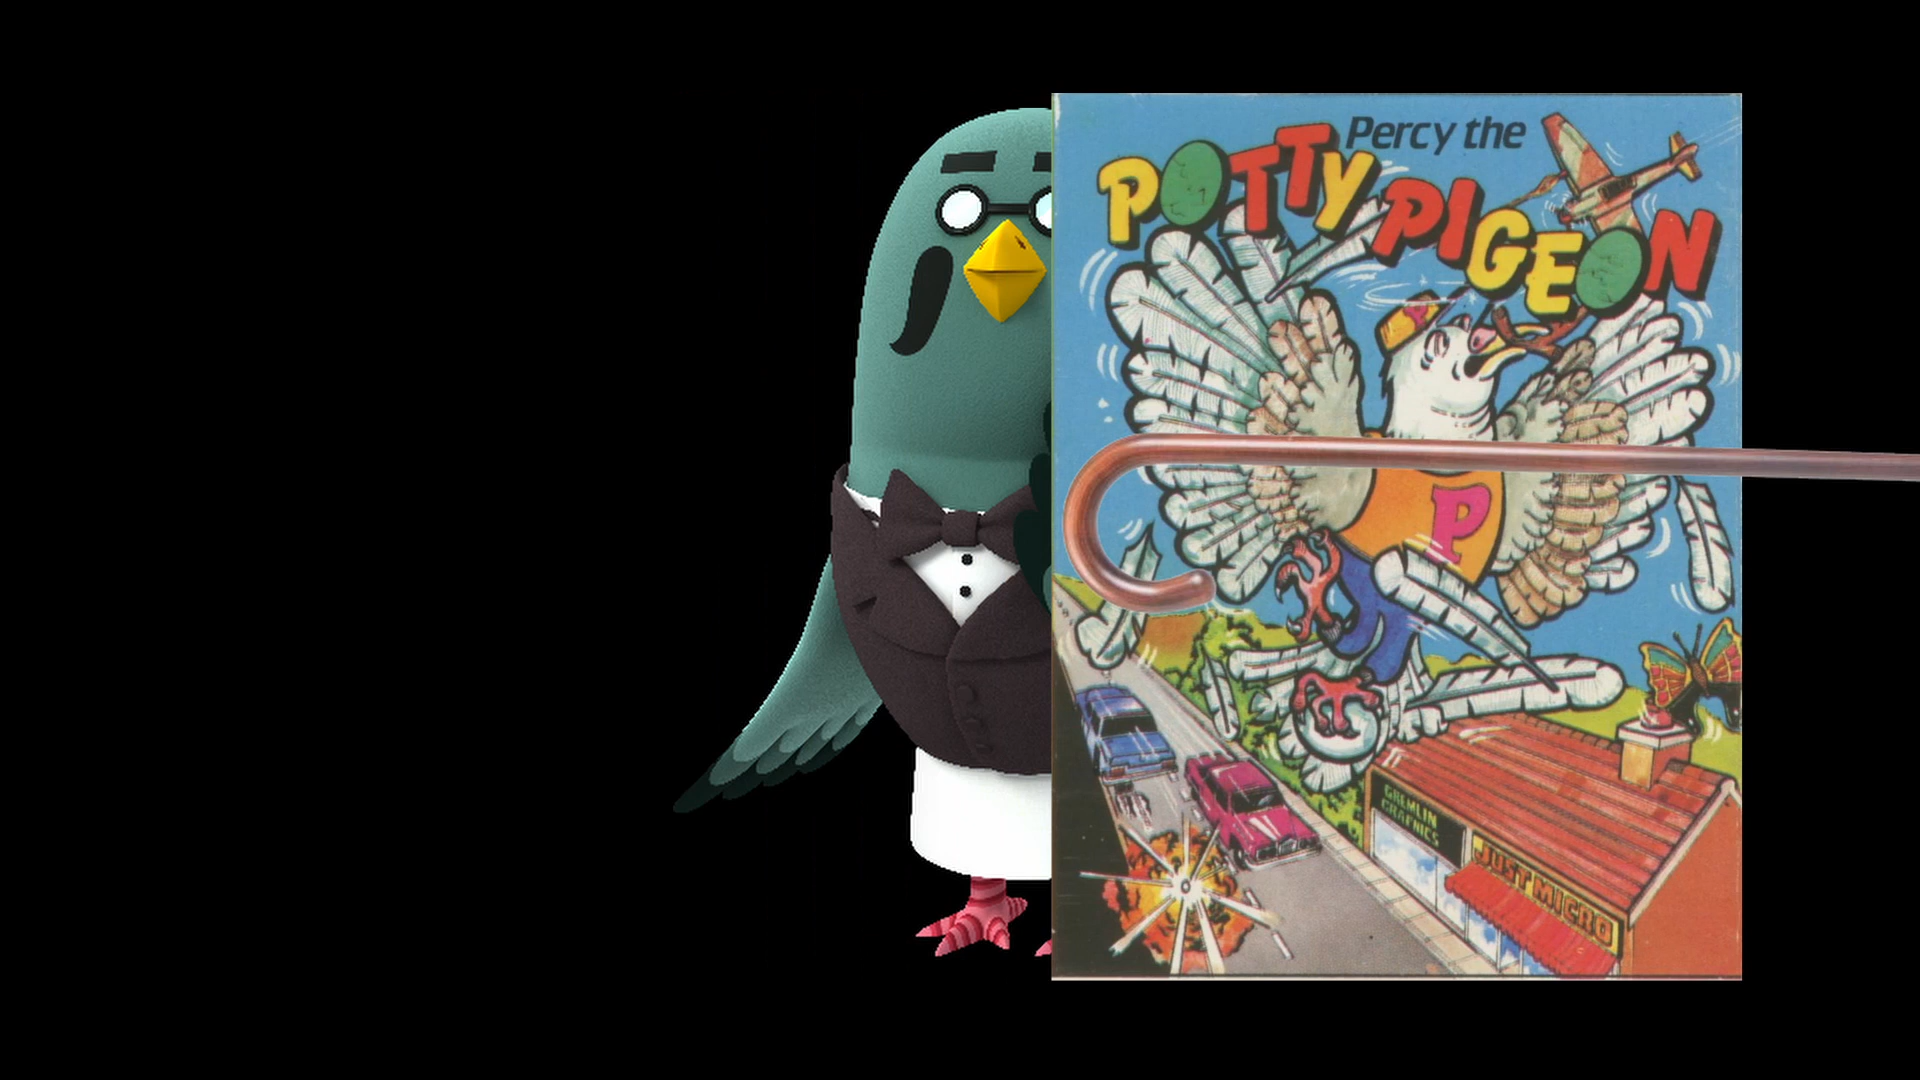 Percy the
POTTY PIGEON
P
P
GREMLIN
GRAPHICS
JUST MICRO